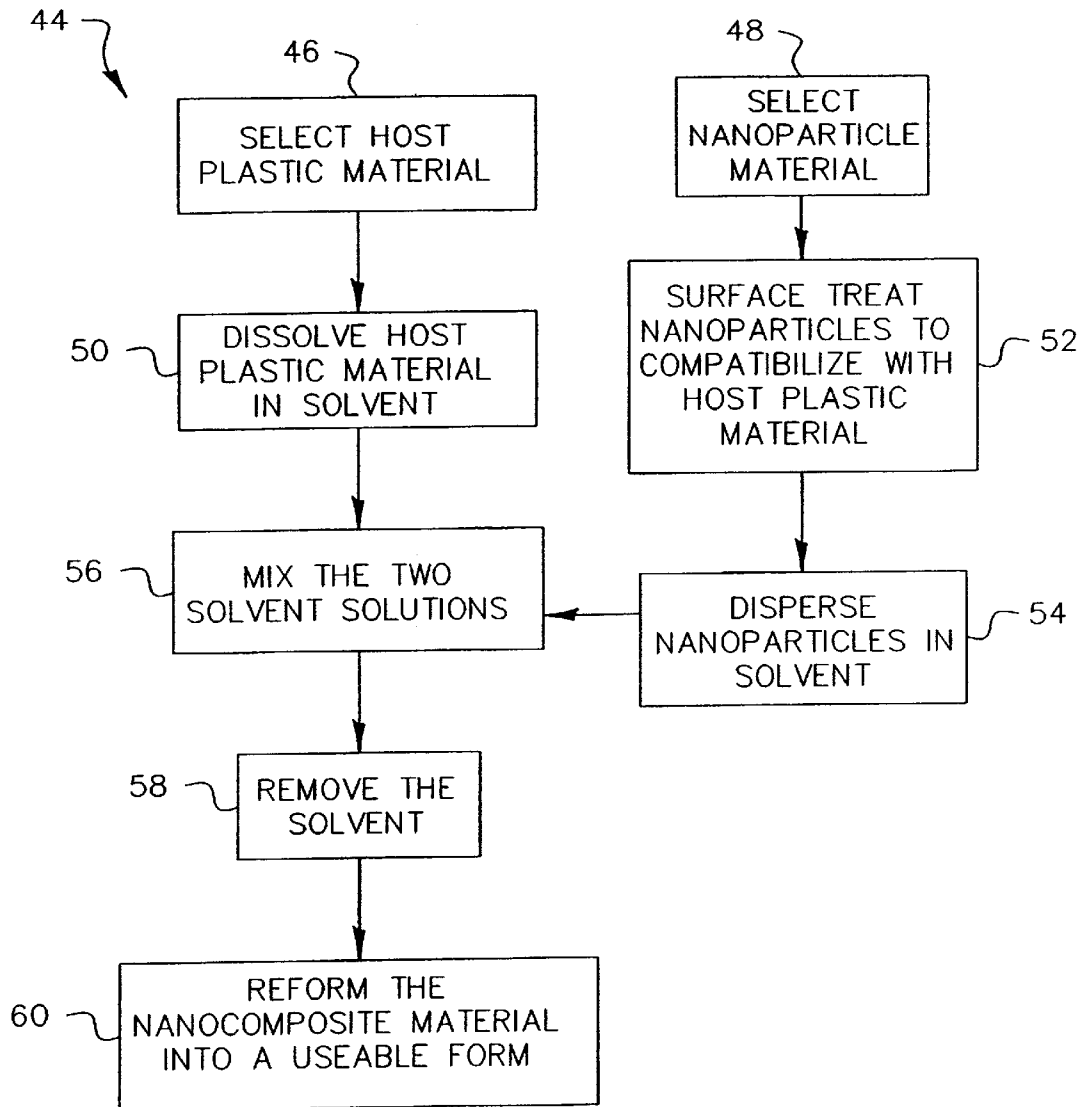 44
46
SELECT HOST
PLASTIC MATERIAL
48
SELECT
NANOPARTICLE
MATERIAL
50
DISSOLVE HOST
PLASTIC MATERIAL
IN SOLVENT
SURFACE TREAT
NANOPARTICLES TO
COMPATIBILIZE WITH
HOST PLASTIC
MATERIAL
52
56
MIX THE TWO
SOLVENT SOLUTIONS
DISPERSE
NANOPARTICLES IN
SOLVENT
54
58
REMOVE THE
SOLVENT
60
REFORM THE
NANOCOMPOSITE MATERIAL
INTO A USEABLE FORM